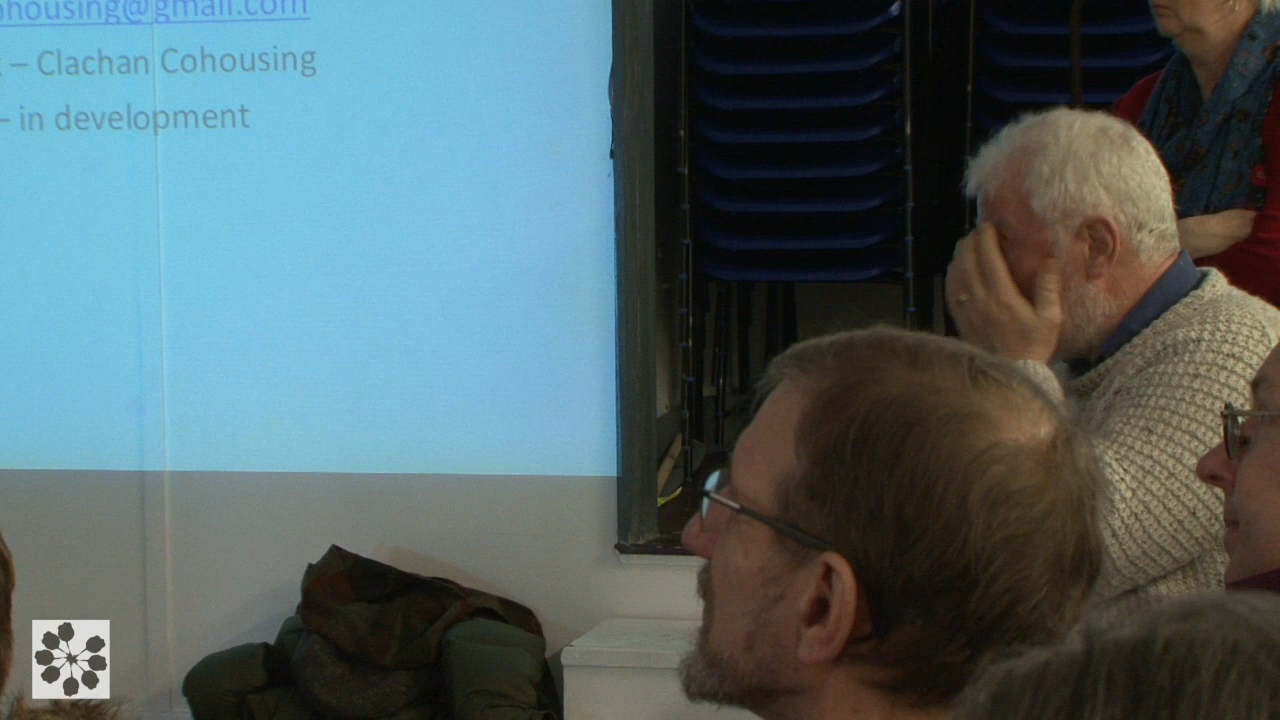 ohousing@gmail.com
– Clachan Cohousing
– in development